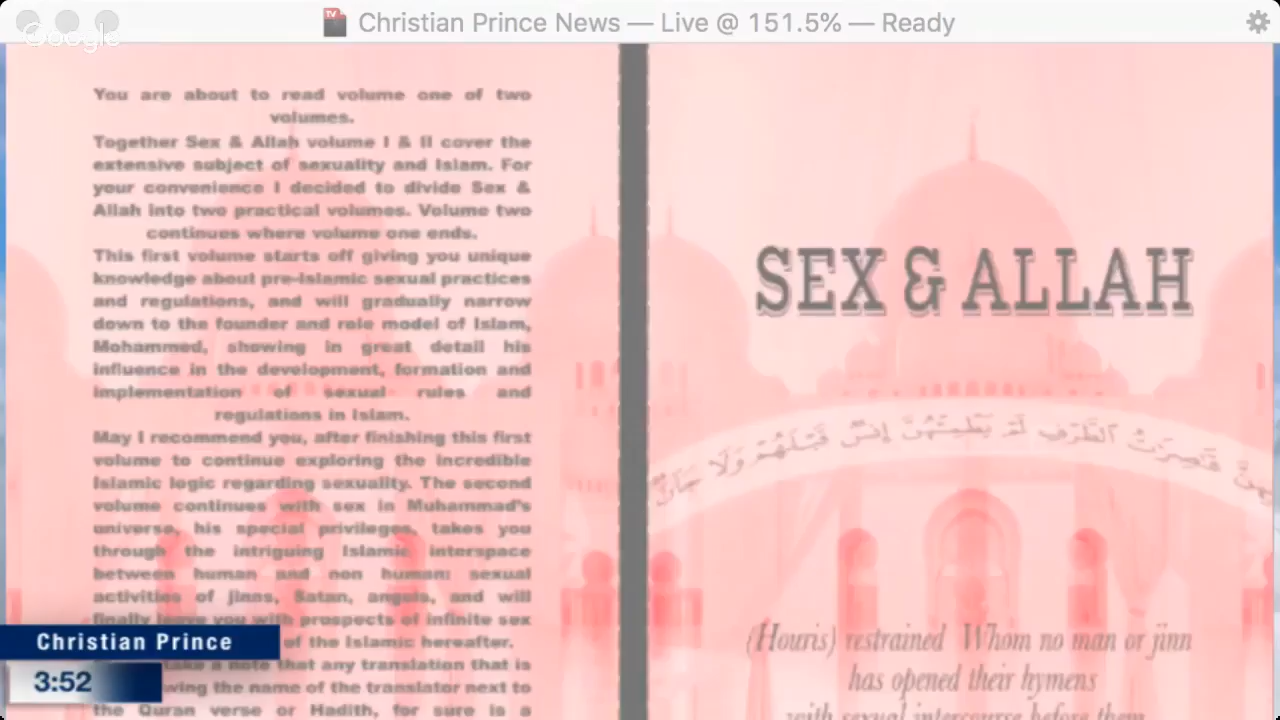 Christian Prince News — Live @ 151.5% — Ready
Google
You are about to read volume one of two
volumes.
Together Sex & Allah volume I & II cover the
extensive subject of sexuality and Islam. For
your convenience I decided to divide Sex &
Allah into two practical volumes. Volume two
continues where volume one ends.
This first volume starts off giving you unique
knowledge about pre-Islamic sexual practices
and regulations, and will gradually narrow
down to the founder and role model of Islam,
Mohammed, showing in great detail his
influence in the development, formation and
implementation of sexual rules and
regulations in Islam.
May I recommend you, after finishing this first
volume to continue exploring the incredible
Islamic logic regarding sexuality. The second
volume continues with sex in Muhammad's
universe, his special privileges, takes you
through the intriguing Islamic interspace
between human and non human: sexual
activities of jinns, Satan, angels, and will
finally leave you with prospects of infinite sex
of the Islamic hereafter.
take a note that any translation that is
the name of the translator next to
the Quran verse or Hadith, for sure is a
Christian Prince
3:52
SEX & ALLAH
قَٰصِرَٰتُ ٱلطَّرْفِ لَمْ يَطْمِثْهُنَّ إِنسٌ قَبْلَهُمْ وَلَا جَانٌّ
(Houris) restrained Whom no man or jinn
has opened their hymens
with sexual intercourse before them